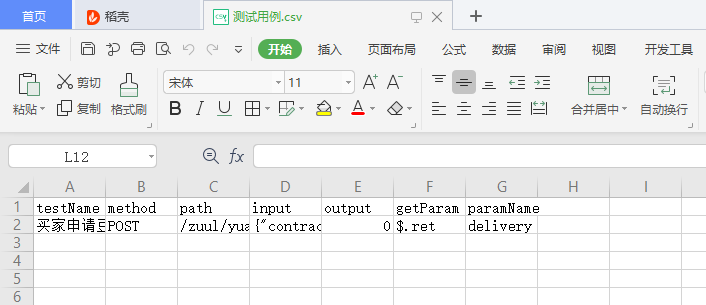 首页 稻壳 测试用例.csv
文件 开始 插入 页面布局 公式 数据 审阅 视图 开发工具
粘贴 剪切 复制 格式刷 宋体 11 A+ A- B I U A 合并居中 自动换行
L12 fx
A B C D E F G H I
1 testName method path input output getParam paramName
2 买家申请 POST /zuul/yua {"contrac 0 $.ret delivery
3
4
5
6